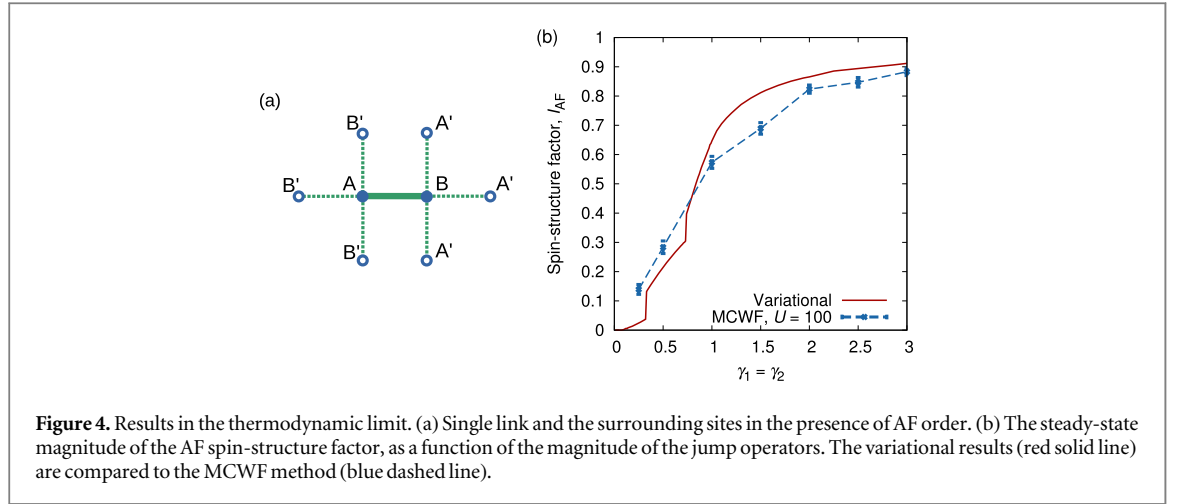 (a)
B' A'
B' A B A'
B' A'
(b)
Spin-structure factor, I_AF
1
0.9
0.8
0.7
0.6
0.5
0.4
0.3
0.2
0.1
0
Variational
MCWF, U = 100
0 0.5 1 1.5 2 2.5 3
γ₁ = γ₂
Figure 4. Results in the thermodynamic limit. (a) Single link and the surrounding sites in the presence of AF order. (b) The steady-state
magnitude of the AF spin-structure factor, as a function of the magnitude of the jump operators. The variational results (red solid line)
are compared to the MCWF method (blue dashed line).